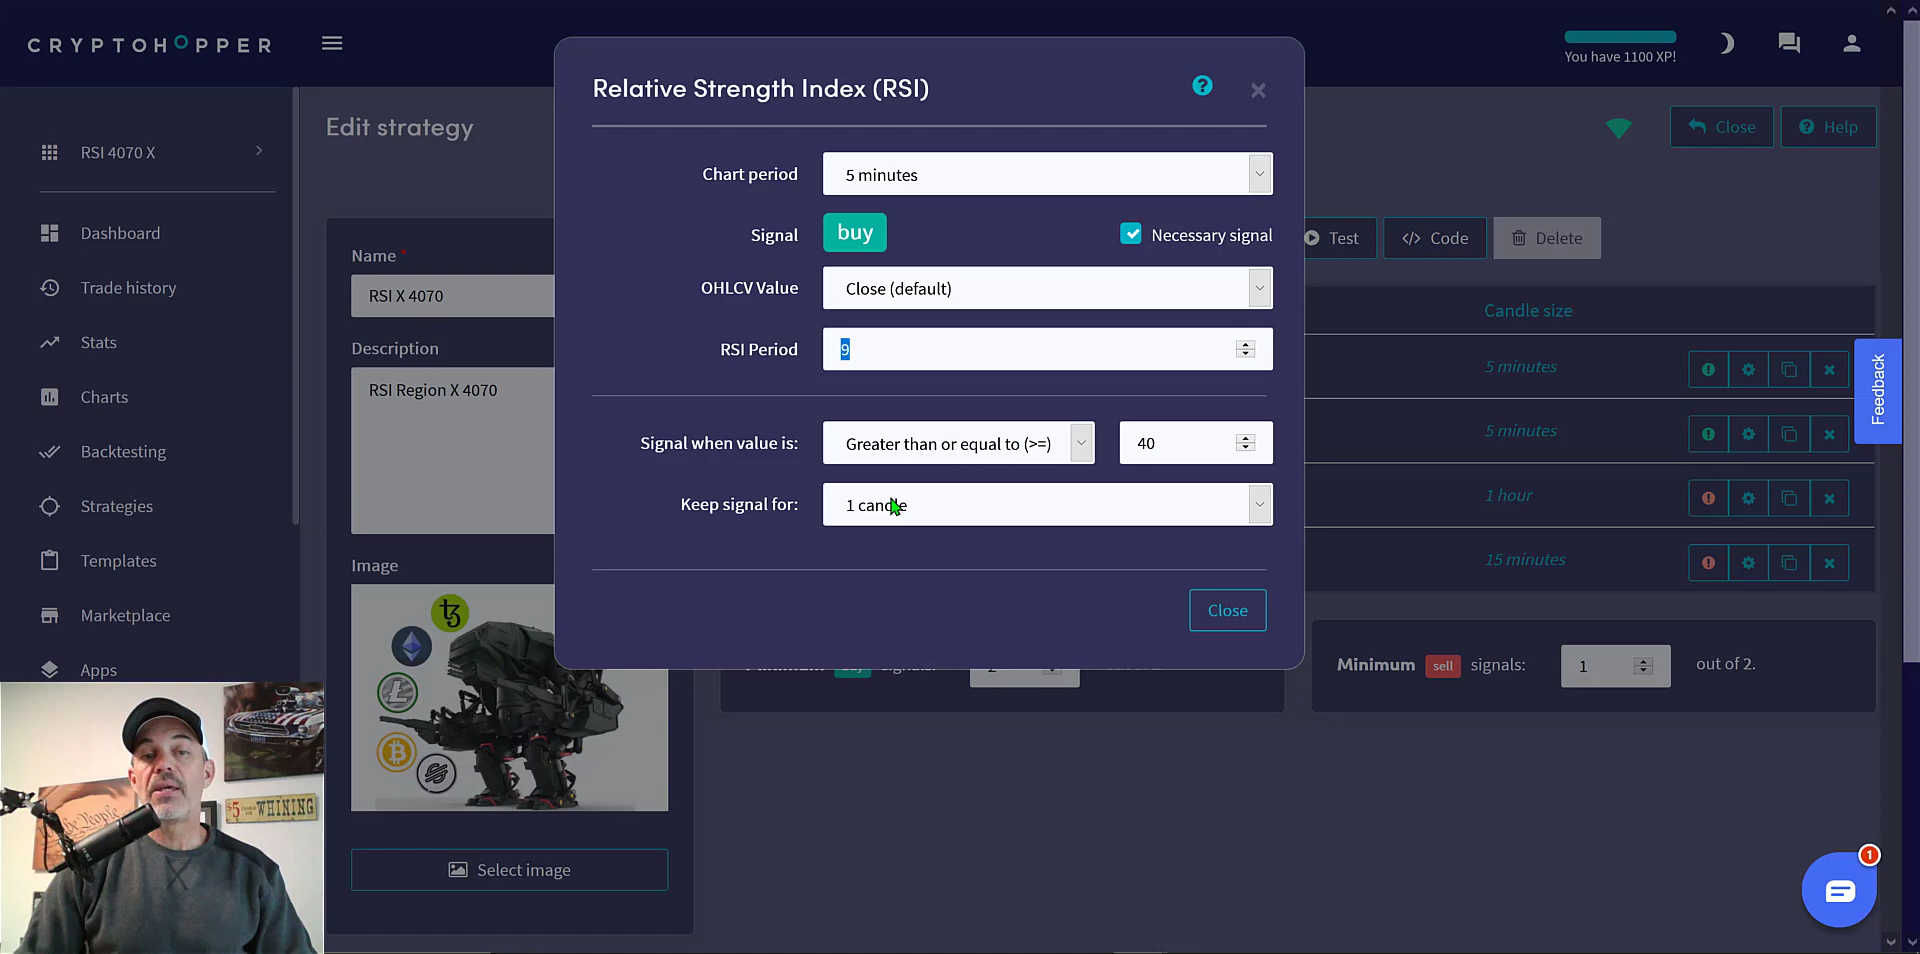 CRYPTOHOPPER
You have 1100 XP!
Edit strategy
Close
Help
RSI 4070 X
Dashboard
Trade history
Stats
Charts
Backtesting
Strategies
Templates
Marketplace
Apps
Name *
RSI X 4070
Description
RSI Region X 4070
Image
Select image
Relative Strength Index (RSI)
Chart period
5 minutes
Signal
buy
Necessary signal
OHLCV Value
Close (default)
RSI Period
9
Signal when value is:
Greater than or equal to (>=)
40
Keep signal for:
1 candle
Close
Test
</> Code
Delete
Candle size
5 minutes
5 minutes
1 hour
15 minutes
Minimum sell signals:
1
out of 2.
Feedback
1
$5
WHINING
People